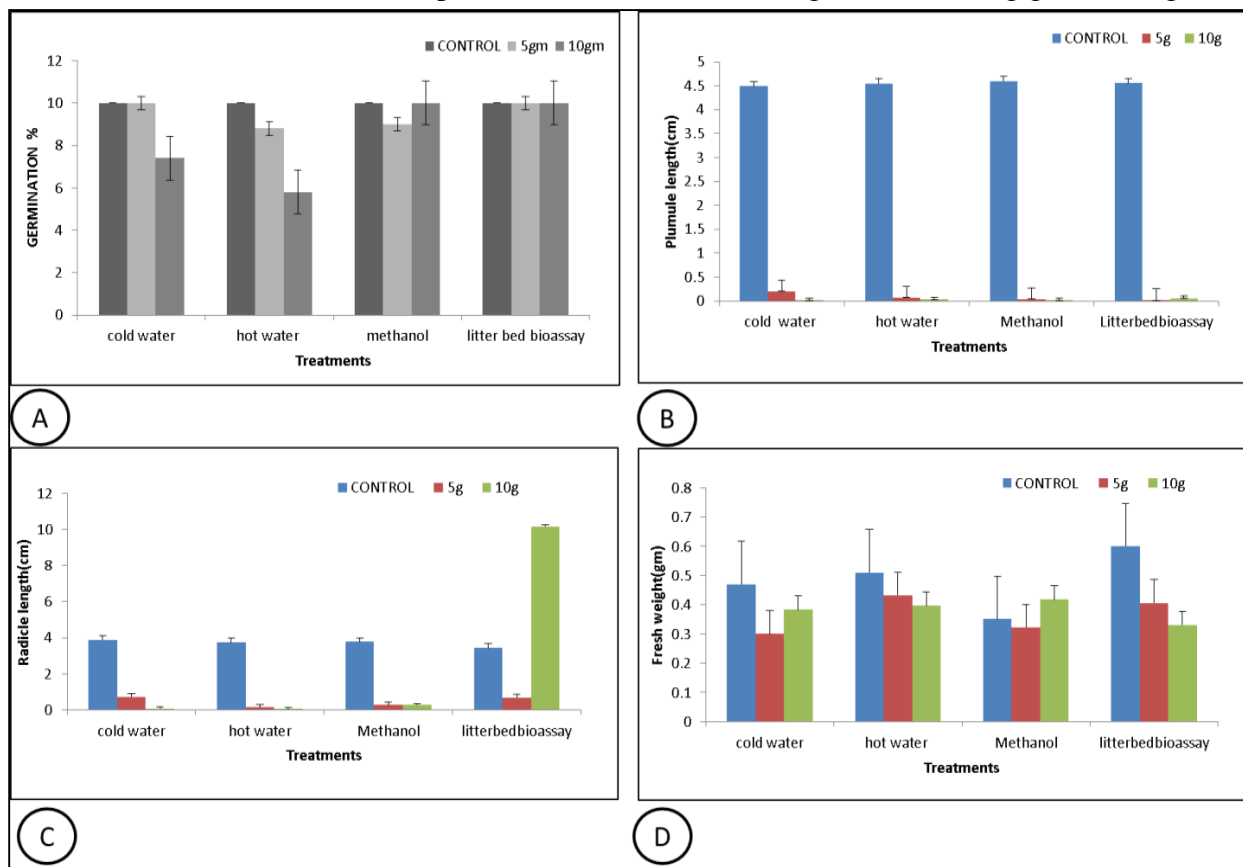 CONTROL 5gm 10gm
GERMINATION %
12
10
8
6
4
2
0
cold water hot water methanol litter bed bioassay
Treatments
A
CONTROL 5g 10g
Plumule length(cm)
5
4.5
4
3.5
3
2.5
2
1.5
1
0.5
0
cold water hot water Methanol Litterbedbioassay
Treatments
B
CONTROL 5g 10g
Radicle length(cm)
12
10
8
6
4
2
0
cold water hot water Methanol litterbedbioassay
Treatments
C
CONTROL 5g 10g
Fresh weight(gm)
0.8
0.7
0.6
0.5
0.4
0.3
0.2
0.1
0
cold water hot water Methanol litterbedbioassay
Treatments
D